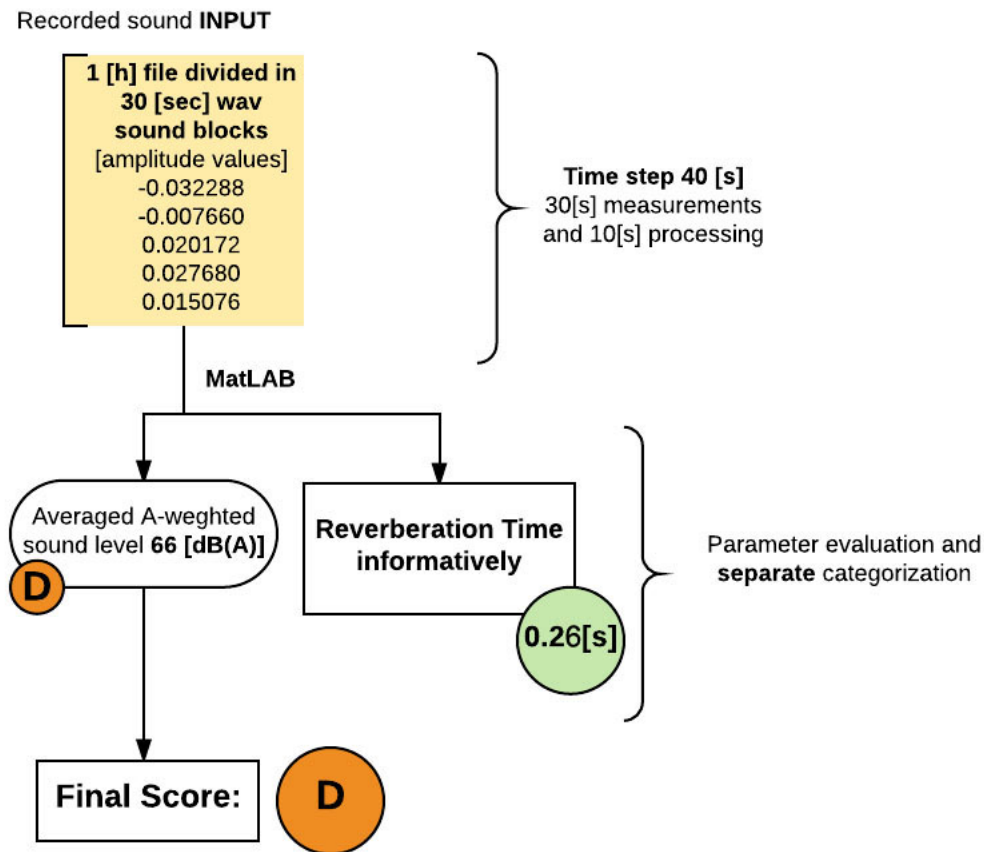 Recorded sound INPUT
1 [h] file divided in
30 [sec] wav
sound blocks
[amplitude values]
-0.032288
-0.007660
0.020172
0.027680
0.015076
Time step 40 [s]
30[s] measurements
and 10[s] processing
MatLAB
Averaged A-weghted
sound level 66 [dB(A)]
D
Reverberation Time
informatively
0.26[s]
Parameter evaluation and
separate categorization
Final Score:
D